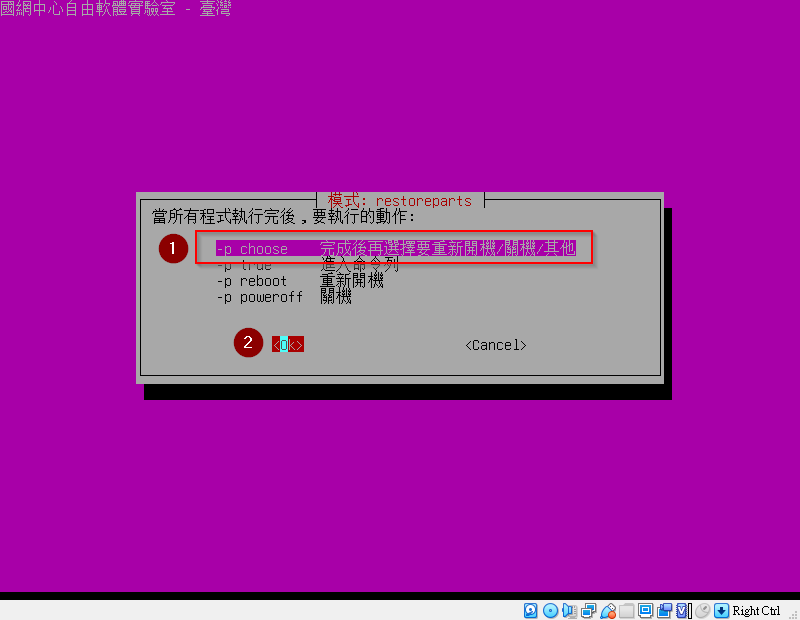 國網中心自由軟體實驗室 - 臺灣
模式: restoreparts
當所有程式執行完後，要執行的動作:
1 -p choose 完成後再選擇要重新開機/關機/其他
-p true 進入命令列
-p reboot 重新開機
-p poweroff 關機
2 <Ok> <Cancel>
Right Ctrl